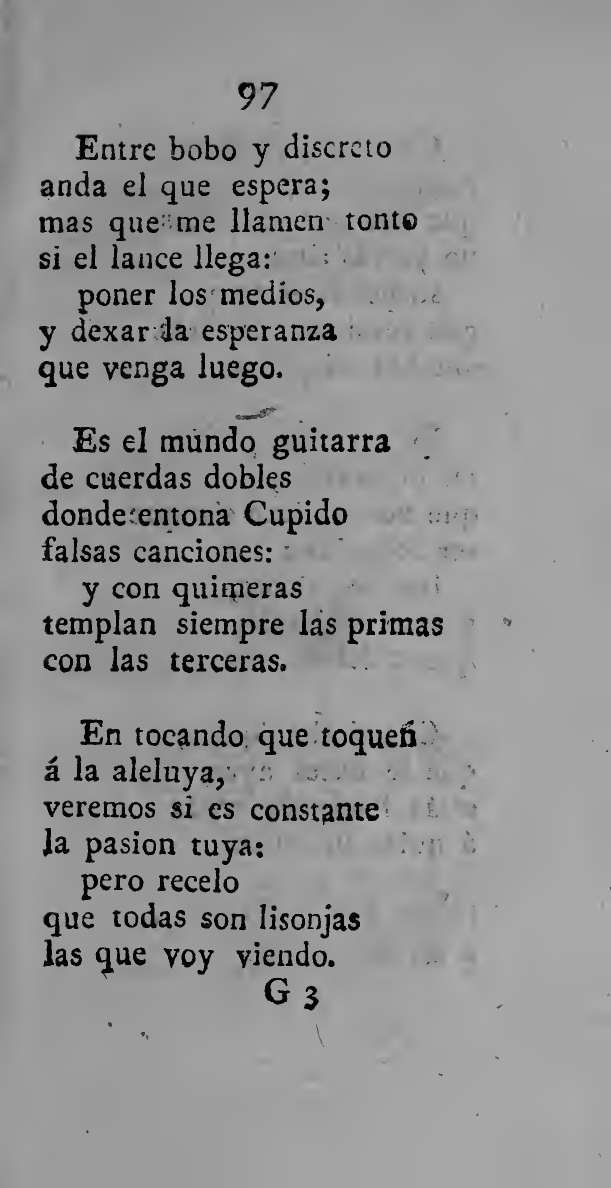 97
Entre bobo y discreto
anda el que espera;
mas que me llamen tonto
si el lance llega:
poner los medios,
y dexar la esperanza
que venga luego.
Es el mundo guitarra
de cuerdas dobles
donde entona Cupido
falsas canciones:
y con quimeras
templan siempre las primas
con las terceras.
En tocando que toquen
á la aleluya,
veremos si es constante
la pasion tuya:
pero recelo
que todas son lisonjas
las que voy viendo.
G 3